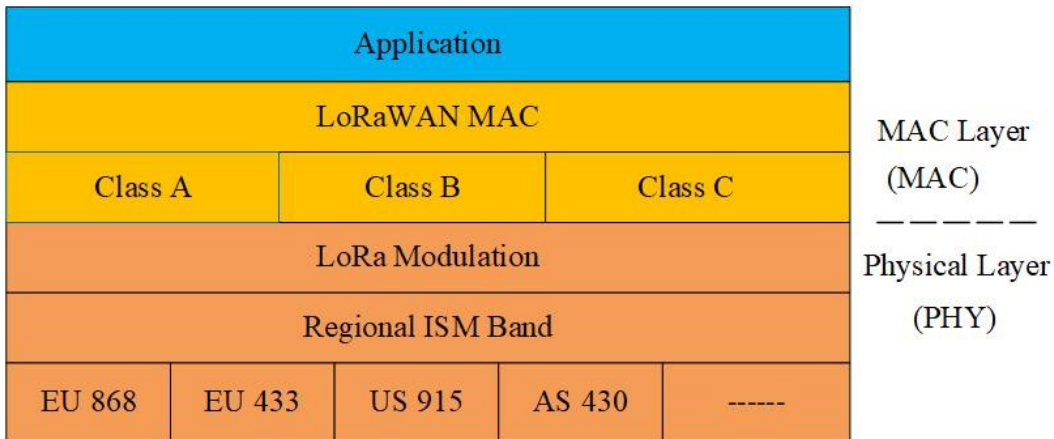 Application
LoRaWAN MAC
Class A
Class B
Class C
LoRa Modulation
Regional ISM Band
EU 868
EU 433
US 915
AS 430
------
MAC Layer
(MAC)
Physical Layer
(PHY)